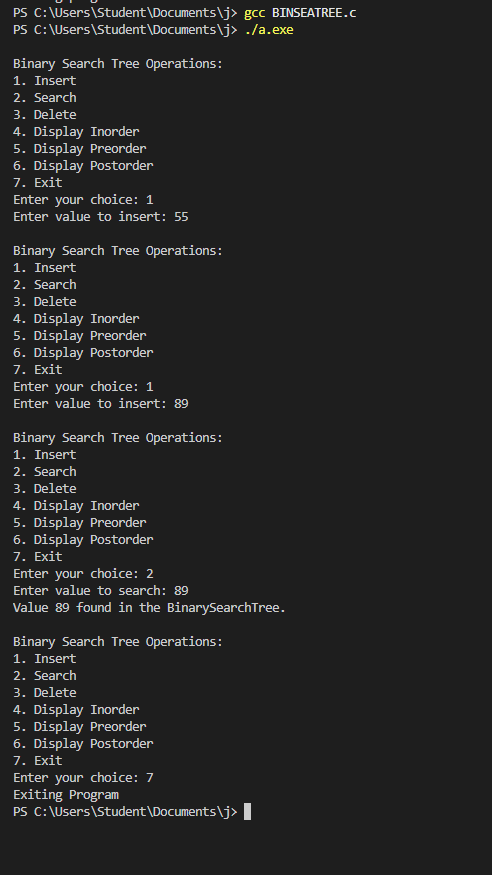 PS C:\Users\Student\Documents\j> gcc BINSEATREE.c
PS C:\Users\Student\Documents\j> ./a.exe
Binary Search Tree Operations:
1. Insert
2. Search
3. Delete
4. Display Inorder
5. Display Preorder
6. Display Postorder
7. Exit
Enter your choice: 1
Enter value to insert: 55
Binary Search Tree Operations:
1. Insert
2. Search
3. Delete
4. Display Inorder
5. Display Preorder
6. Display Postorder
7. Exit
Enter your choice: 1
Enter value to insert: 89
Binary Search Tree Operations:
1. Insert
2. Search
3. Delete
4. Display Inorder
5. Display Preorder
6. Display Postorder
7. Exit
Enter your choice: 2
Enter value to search: 89
Value 89 found in the BinarySearchTree.
Binary Search Tree Operations:
1. Insert
2. Search
3. Delete
4. Display Inorder
5. Display Preorder
6. Display Postorder
7. Exit
Enter your choice: 7
Exiting Program
PS C:\Users\Student\Documents\j>